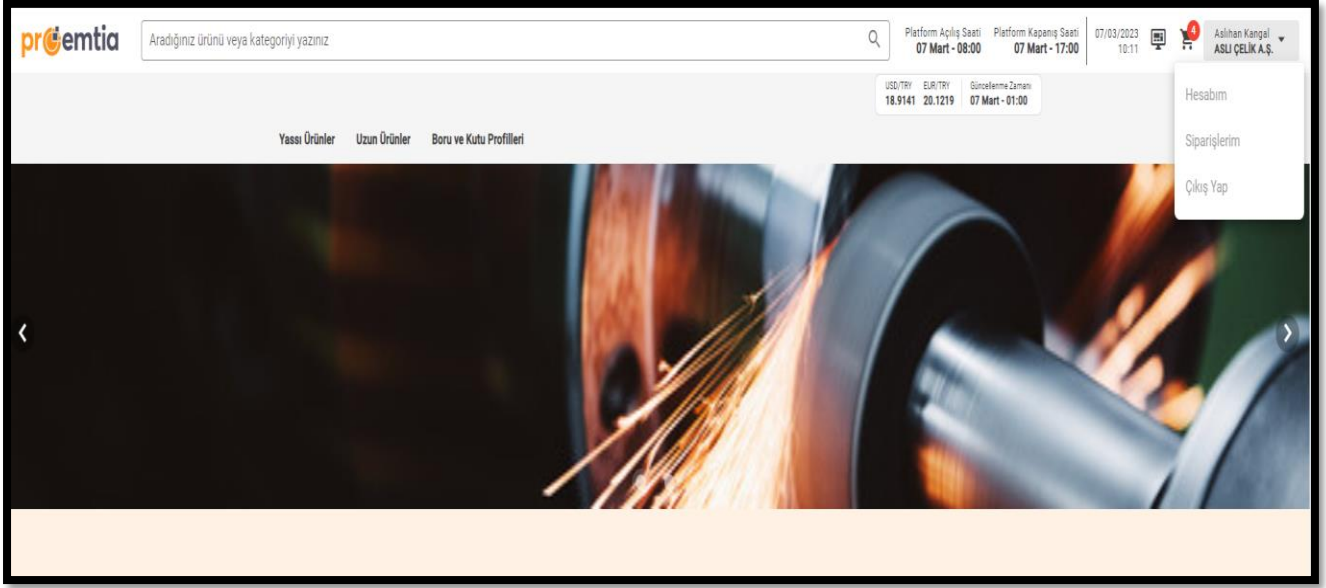 proemtia
Aradığınız ürünü veya kategoriyi yazınız
Platform Açılış Saati
07 Mart - 08:00
Platform Kapanış Saati
07 Mart - 17:00
07/03/2023
10:11
4
Aslıhan Kangal
ASLI ÇELİK A.Ş.
USD/TRY
18.9141
EUR/TRY
20.1219
Güncellenme Zamanı
07 Mart - 01:00
Hesabım
Siparişlerim
Çıkış Yap
Yassı Ürünler
Uzun Ürünler
Boru ve Kutu Profilleri